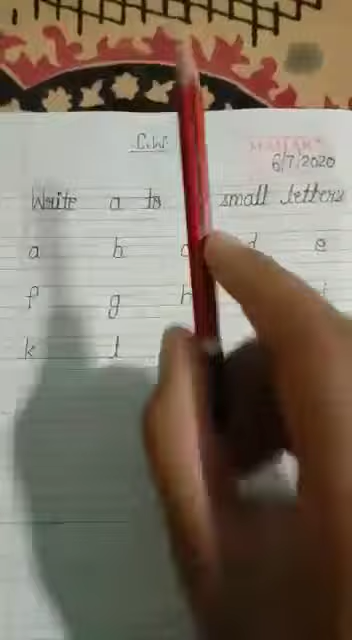 C.W.
6/7/2020
Write a to small letters
a b c d e
f g h
k l